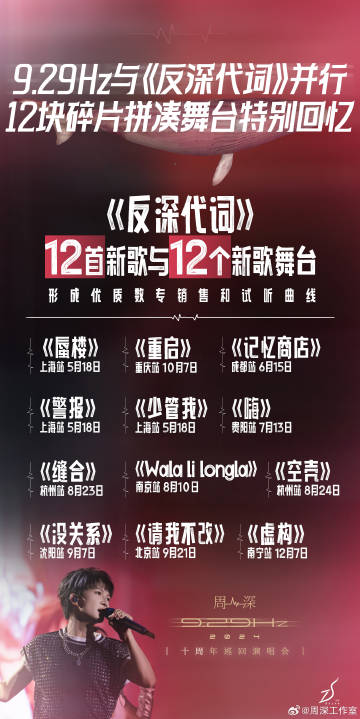 9.29Hz与《反深代词》并行
12块碎片拼凑舞台特别回忆
《反深代词》
12首新歌与12个新歌舞台
形成优质数专销售和试听曲线
《蜃楼》 《重启》 《记忆商店》
上海站 5月18日 重庆站 10月7日 成都站 6月15日
《警报》 《少管我》 《嗨》
上海站 5月18日 上海站 5月18日 贵阳站 7月13日
《缝合》 《Wala li longla》 《空壳》
杭州站 8月23日 南京站 8月10日 杭州站 8月24日
《没关系》 《请我不改》 《虚构》
沈阳站 9月7日 北京站 9月21日 南宁站 12月7日
周 深
9.29Hz
十周年巡回演唱会
@周深工作室